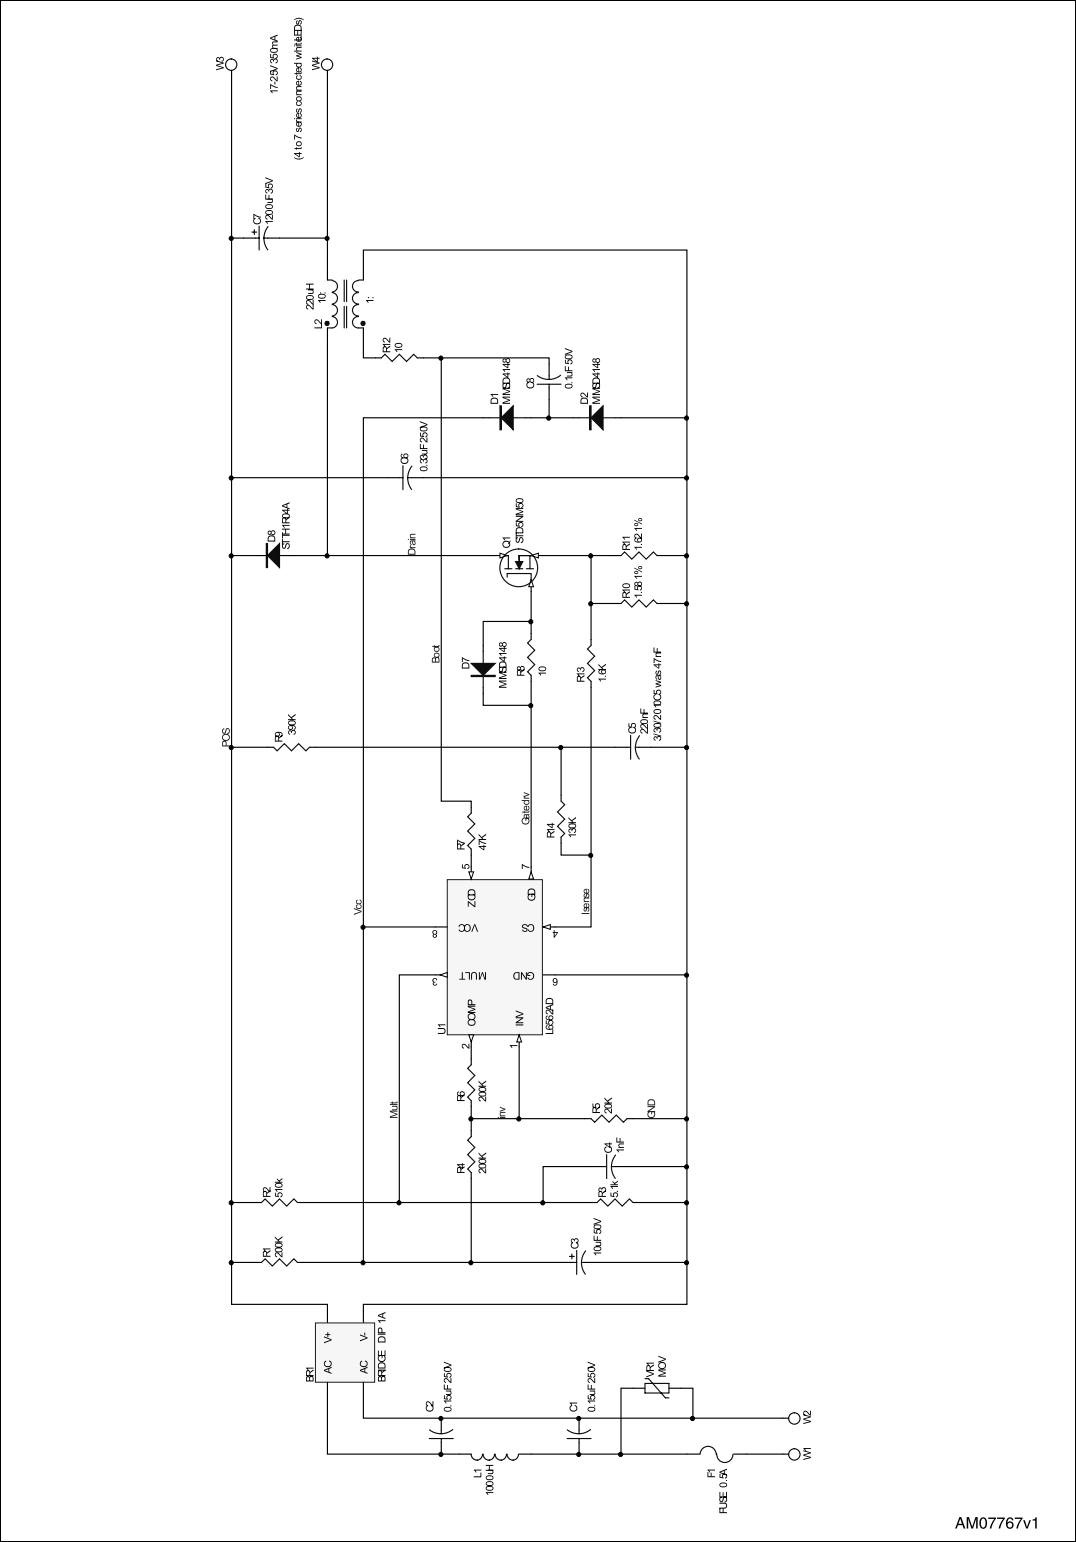 W3
17-25V 350mA
(4 to 7 series connected white LEDs)
W4
C7
1200uF 35V
+
L2
220uH
10:
1:
R12
10
D1
MMSD4148
C8
0.1uF 50V
D2
MMSD4148
C6
0.33uF 250V
D8
STTH1R04A
Drain
Q1
STD5NM50
R11
1.62 1%
R10
1.58 1%
Boot
D7
MMSD4148
R8
10
R13
1.6K
POS
R9
390K
C5
220nF
3/30/2010 C5 was 47nF
Gatedrv
R7
47K
R14
130K
Vcc
Isense
5
ZCD
7
GD
8
VCC
4
CS
3
MULT
6
GND
2
COMP
1
INV
U1
L6562AD
Mult
R6
200K
inv
R5
20K
GND
R4
200K
C4
1nF
R2
510k
R3
5.1k
R1
200K
+
C3
10uF 50V
BR1
BRIDGE DIP 1A
V+
V-
AC
AC
C2
0.15uF 250V
C1
0.15uF 250V
VR1
MOV
L1
1000uH
F1
FUSE 0.5A
W2
W1
AM07767v1